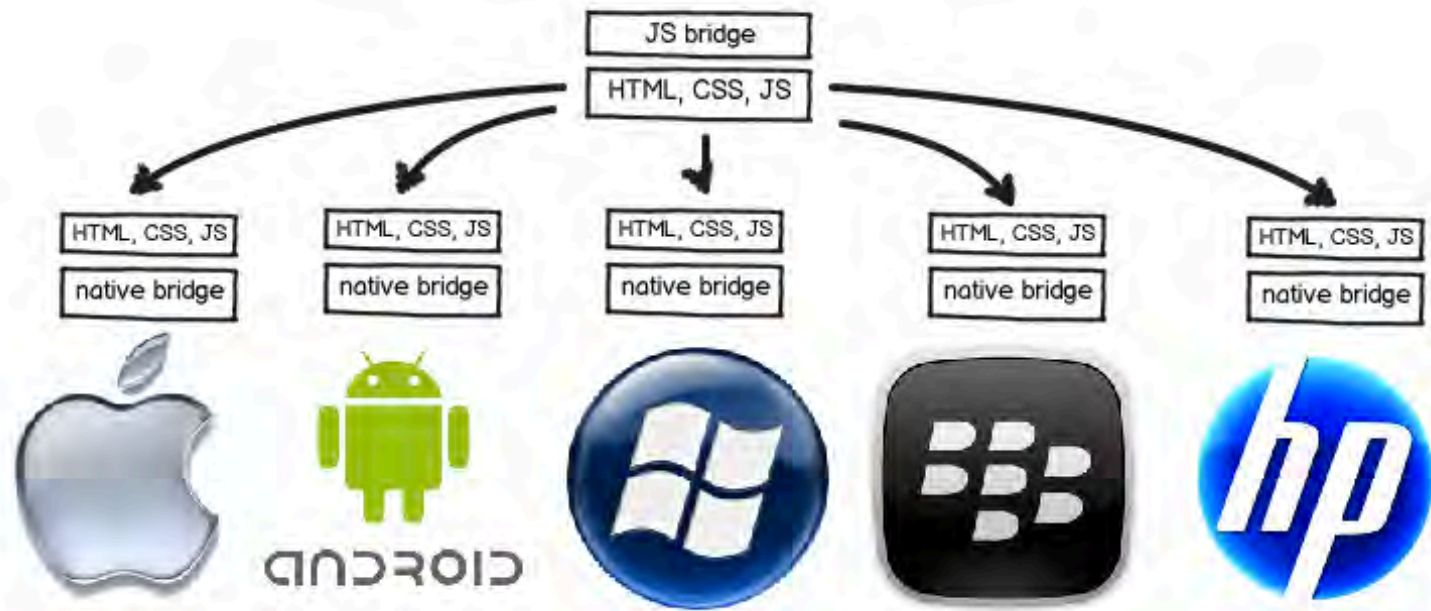 JS bridge
HTML, CSS, JS
HTML, CSS, JS
HTML, CSS, JS
HTML, CSS, JS
HTML, CSS, JS
HTML, CSS, JS
native bridge
native bridge
native bridge
native bridge
native bridge
ANDROID
hp